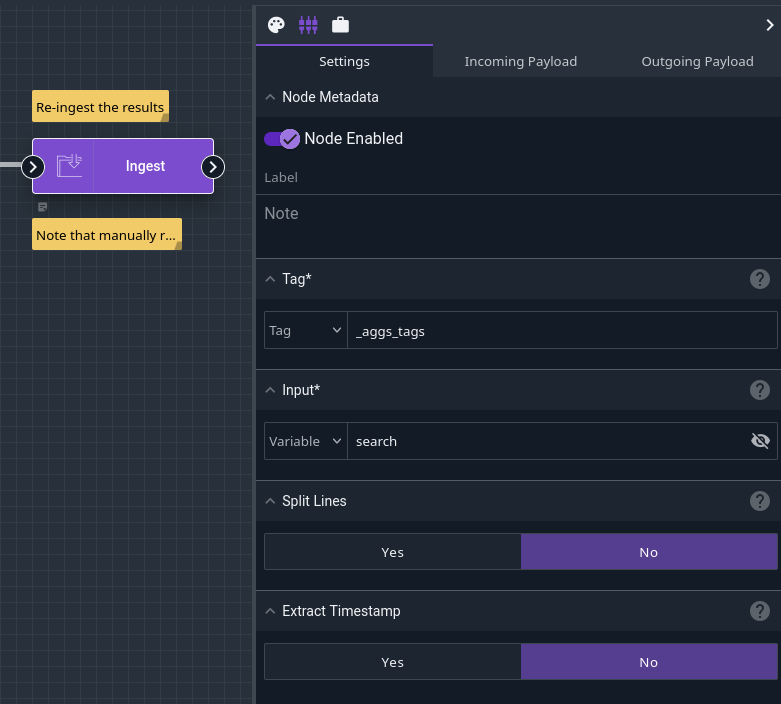 Settings
Incoming Payload
Outgoing Payload
Re-ingest the results
Ingest
Note that manually r...
Node Metadata
Node Enabled
Label
Note
Tag*
Tag
_aggs_tags
Input*
Variable
search
Split Lines
Yes
No
Extract Timestamp
Yes
No